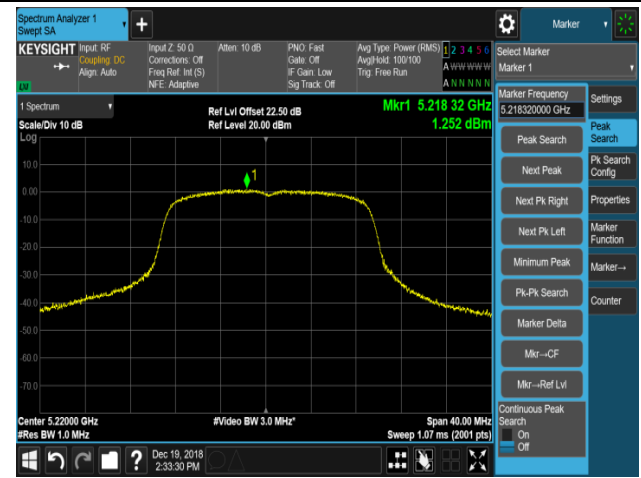 Spectrum Analyzer 1
Swept SA
+
Marker
KEYSIGHT
Input: RF
Coupling: DC
Align: Auto
Input Z: 50 Ω
Corrections: Off
Freq Ref: Int (S)
NFE: Adaptive
Atten: 10 dB
PNO: Fast
Gate: Off
IF Gain: Low
Sig Track: Off
Avg Type: Power (RMS)
Avg|Hold: 100/100
Trig: Free Run
1 2 3 4 5 6
A W W W W W
A N N N N N
Select Marker
Marker 1
LXI
1 Spectrum
Scale/Div 10 dB
Log
Ref Lvl Offset 22.50 dB
Ref Level 20.00 dBm
Mkr1 5.218 32 GHz
1.252 dBm
10.0
0.00
-10.0
-20.0
-30.0
-40.0
-50.0
-60.0
-70.0
1
Center 5.22000 GHz
#Res BW 1.0 MHz
#Video BW 3.0 MHz*
Span 40.00 MHz
Sweep 1.07 ms (2001 pts)
Marker Frequency
5.218320000 GHz
Peak Search
Next Peak
Next Pk Right
Next Pk Left
Minimum Peak
Pk-Pk Search
Marker Delta
Mkr→CF
Mkr→Ref Lvl
Continuous Peak
Search
On
Off
Settings
Peak
Search
Pk Search
Config
Properties
Marker
Function
Marker→
Counter
?
Dec 19, 2018
2:33:30 PM